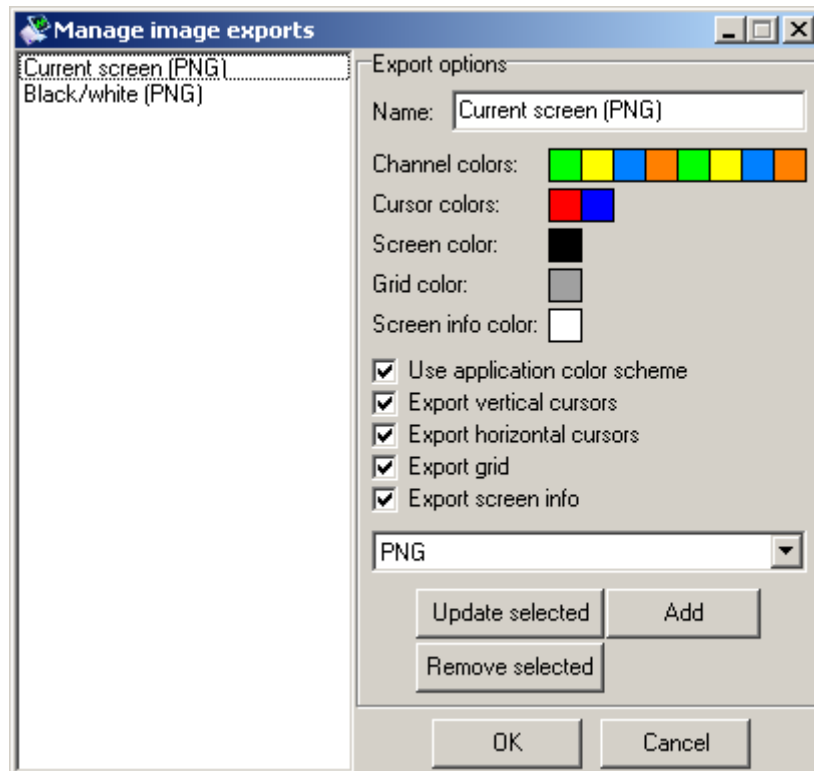 Manage image exports
Current screen (PNG)
Black/white (PNG)
Export options
Name: Current screen (PNG)
Channel colors:
Cursor colors:
Screen color:
Grid color:
Screen info color:
Use application color scheme
Export vertical cursors
Export horizontal cursors
Export grid
Export screen info
PNG
Update selected Add
Remove selected
OK Cancel